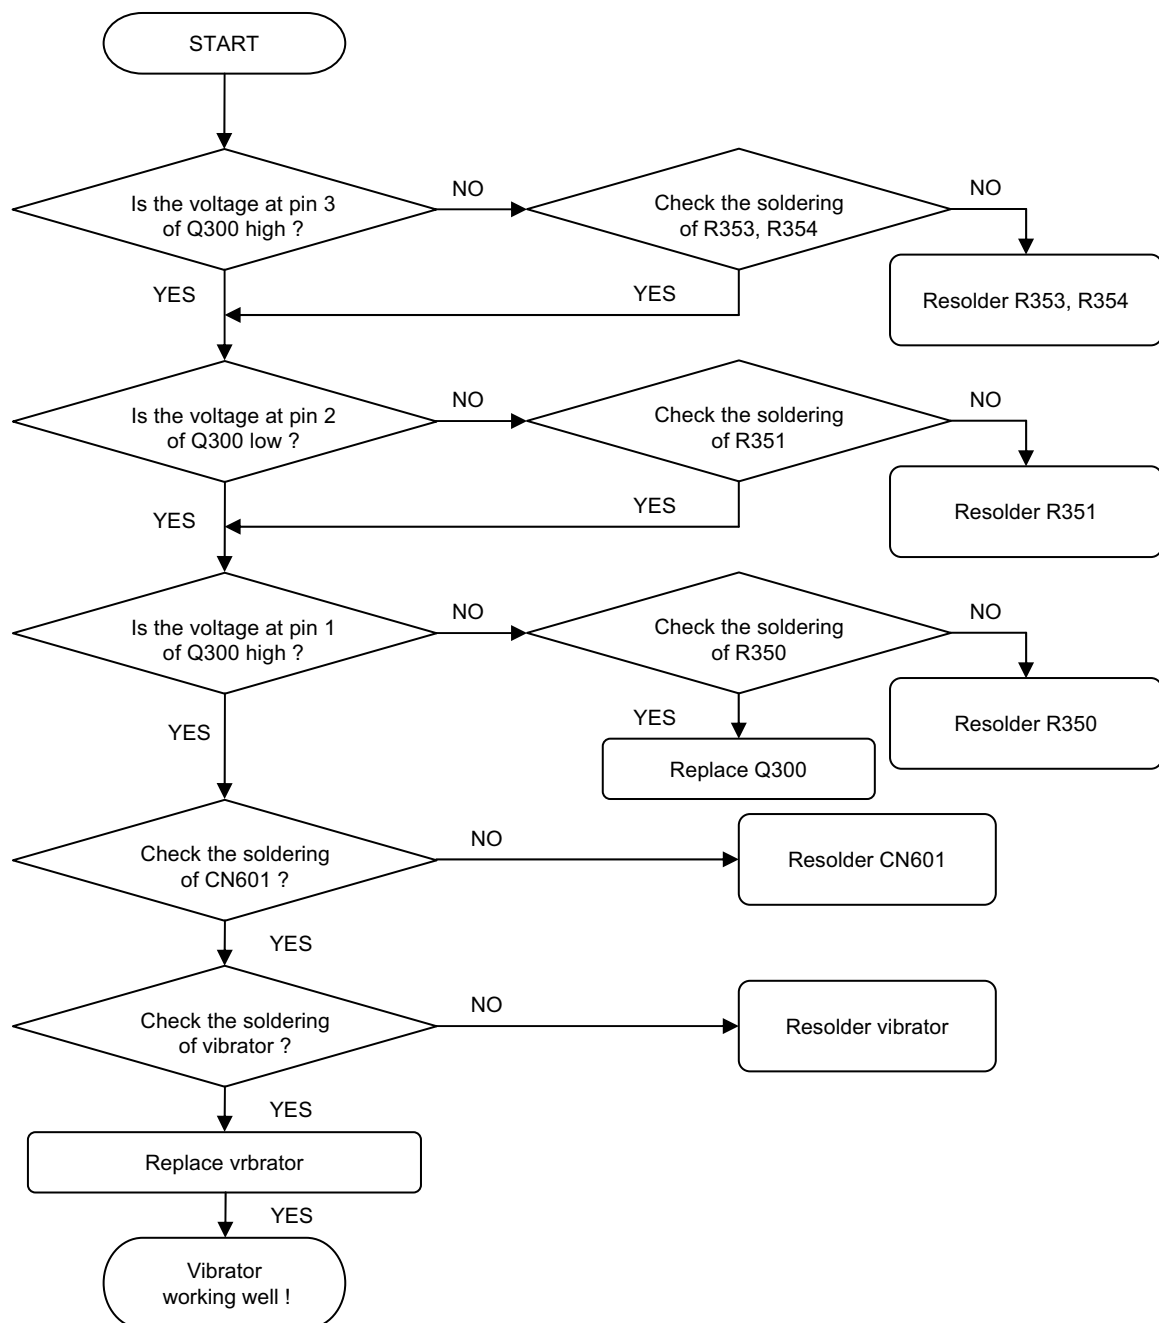 START
Is the voltage at pin 3
of Q300 high ?
NO
Check the soldering
of R353, R354
NO
Resolder R353, R354
YES
YES
Is the voltage at pin 2
of Q300 low ?
NO
Check the soldering
of R351
NO
Resolder R351
YES
YES
Is the voltage at pin 1
of Q300 high ?
NO
Check the soldering
of R350
NO
Resolder R350
YES
YES
Replace Q300
Check the soldering
of CN601 ?
NO
Resolder CN601
YES
Check the soldering
of vibrator ?
NO
Resolder vibrator
YES
Replace vrbrator
YES
Vibrator
working well !